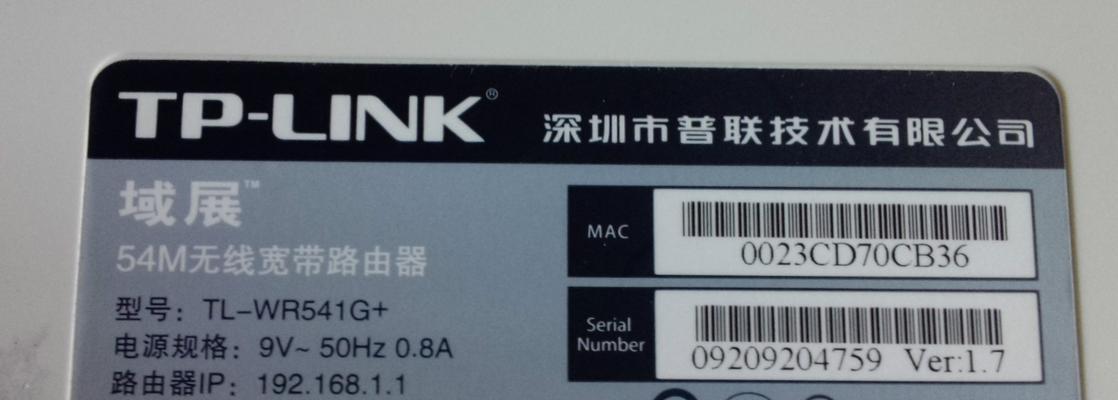 TP-LINK®
深圳市普联技术有限公司
域展™
54M无线宽带路由器
型号：TL-WR541G+
电源规格：9V~ 50Hz 0.8A
路由器IP：192.168.1.1
MAC
0023CD70CB36
Serial
Number
09209204759 Ver:1.7